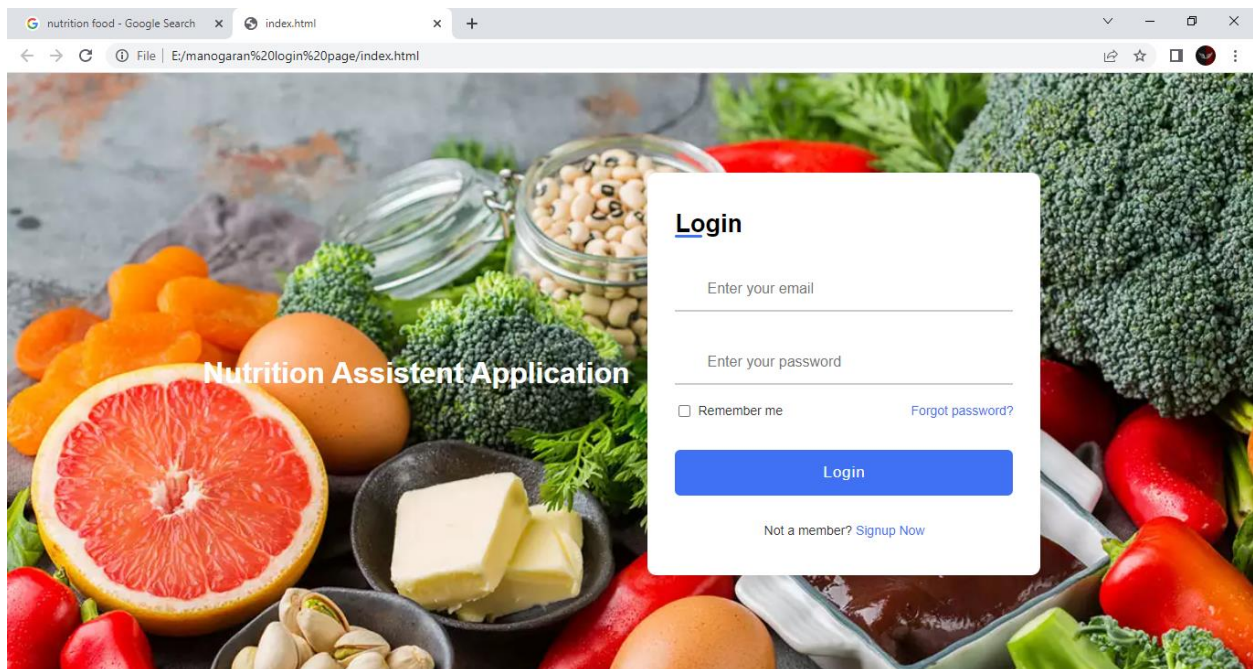 nutrition food - Google Search
index.html
File | E:/manogaran%20login%20page/index.html
Nutrition Assistent Application
Login
Enter your email
Enter your password
Remember me
Forgot password?
Login
Not a member? Signup Now